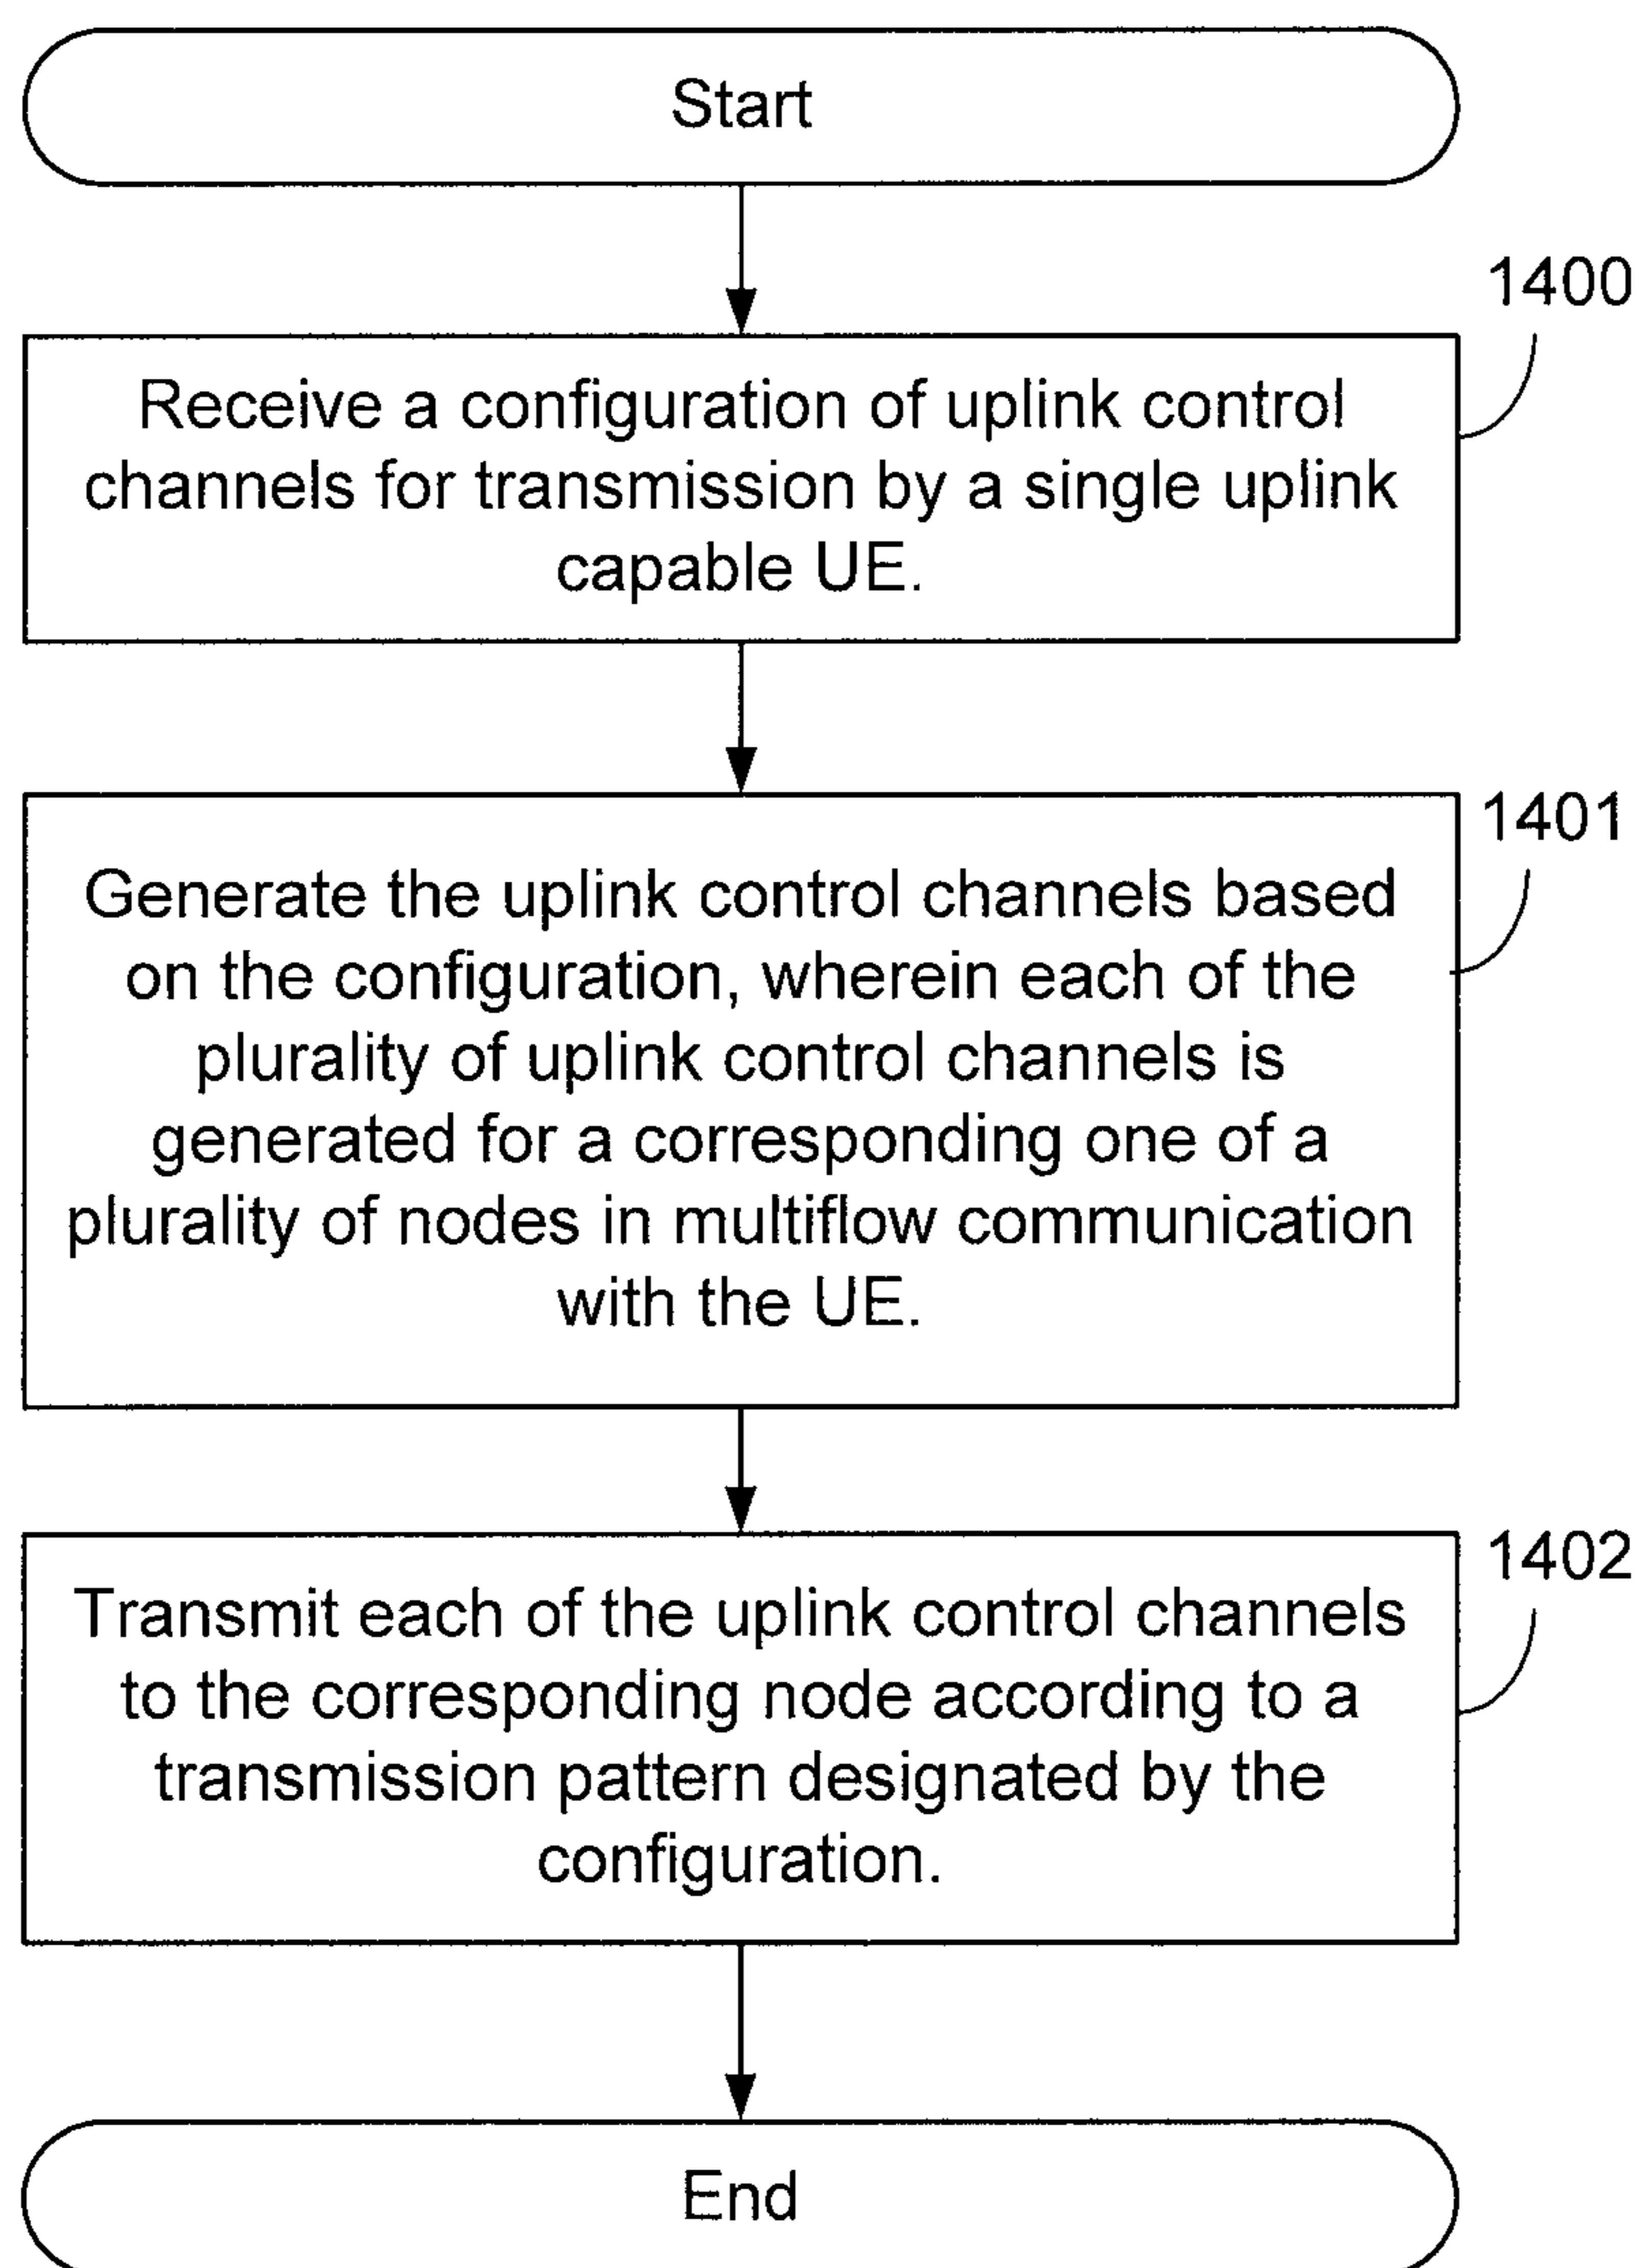 Start
1400
Receive a configuration of uplink control
channels for transmission by a single uplink
capable UE.
1401
Generate the uplink control channels based
on the configuration, wherein each of the
plurality of uplink control channels is
generated for a corresponding one of a
plurality of nodes in multiflow communication
with the UE.
1402
Transmit each of the uplink control channels
to the corresponding node according to a
transmission pattern designated by the
configuration.
End